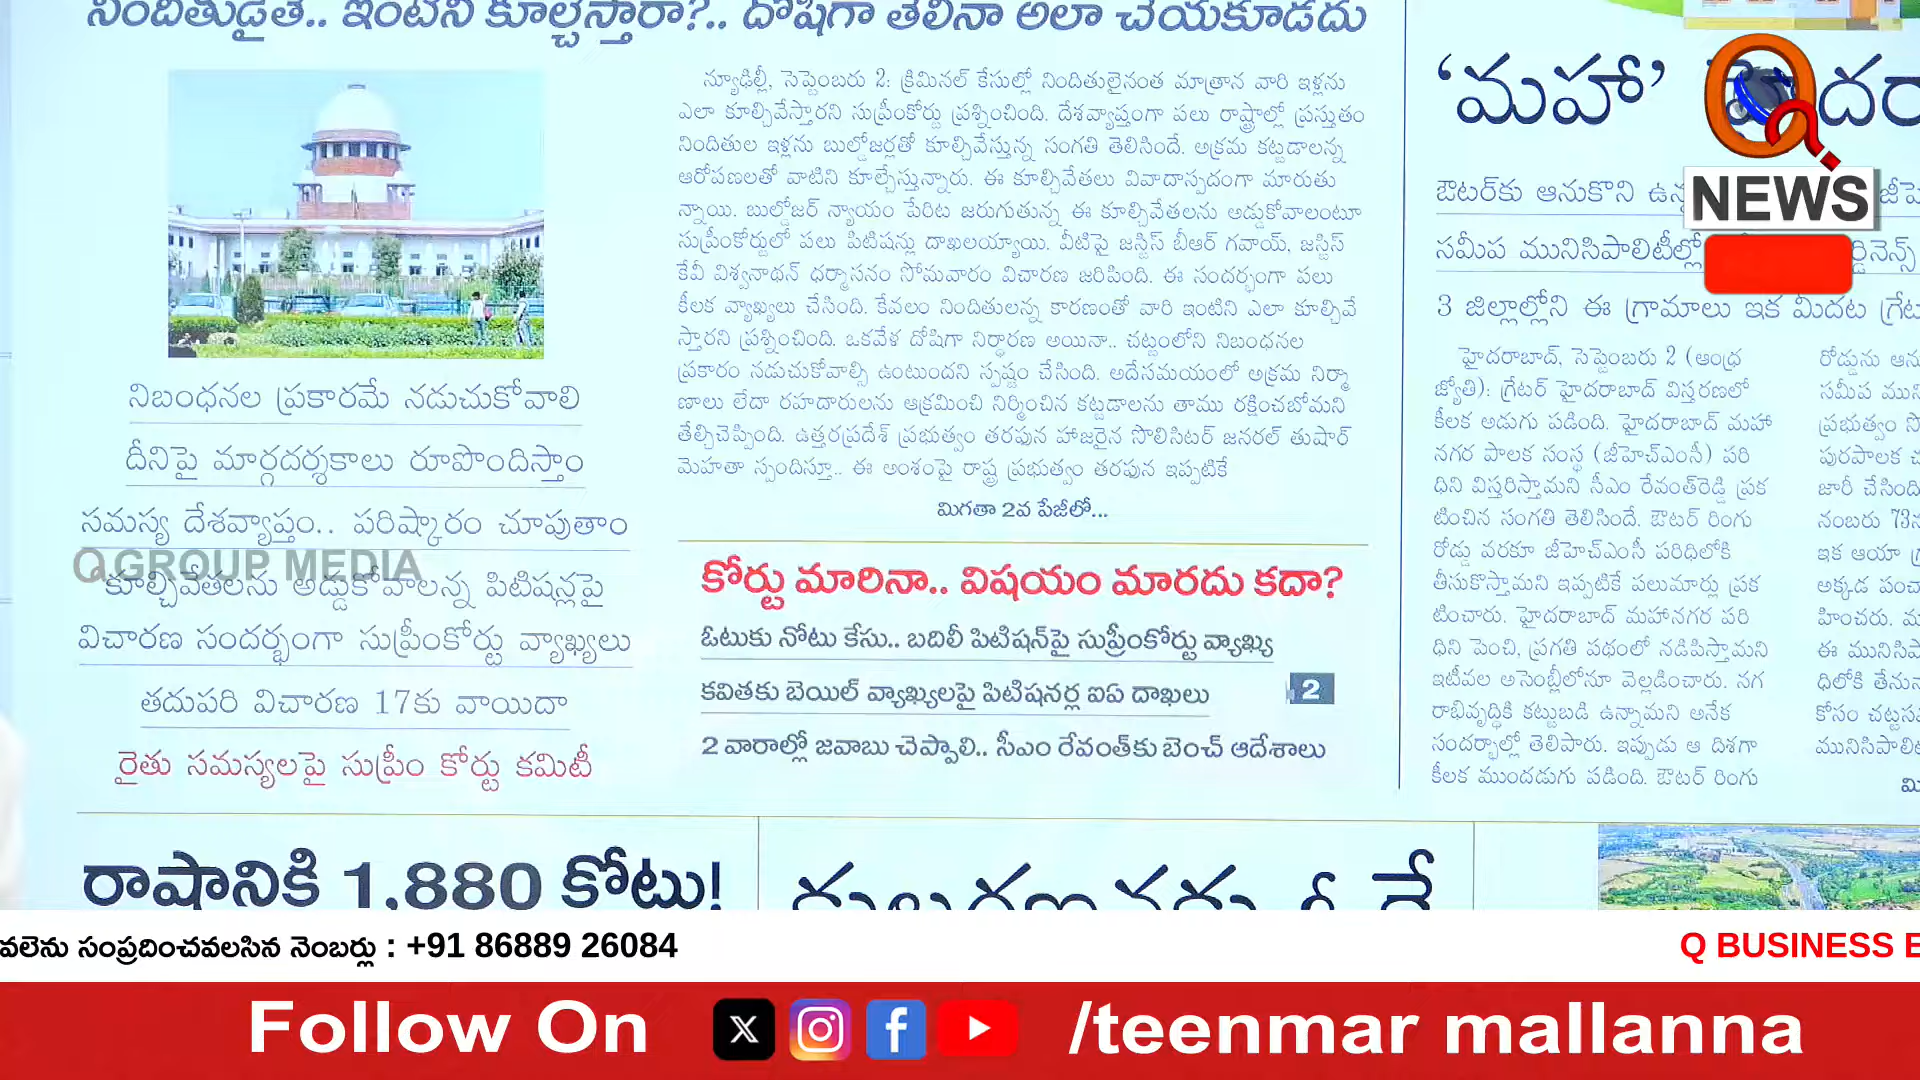 నిందితుడైతే.. ఇంటిని కూల్చేస్తారా?.. దోషిగా తేలినా అలా చేయకూడదు
న్యూఢిల్లీ, సెప్టెంబరు 2: క్రిమినల్ కేసుల్లో నిందితులైనంత మాత్రాన వారి ఇళ్లను
ఎలా కూల్చివేస్తారని సుప్రీంకోర్టు ప్రశ్నించింది. దేశవ్యాప్తంగా పలు రాష్ట్రాల్లో ప్రస్తుతం
నిందితుల ఇళ్లను బుల్డోజర్లతో కూల్చివేస్తున్న సంగతి తెలిసిందే. అక్రమ కట్టడాలన్న
ఆరోపణలతో వాటిని కూల్చేస్తున్నారు. ఈ కూల్చివేతలు వివాదాస్పదంగా మారుతు
న్నాయి. బుల్డోజర్ న్యాయం పేరిట జరుగుతున్న ఈ కూల్చివేతలను అడ్డుకోవాలంటూ
సుప్రీంకోర్టులో పలు పిటిషన్లు దాఖలయ్యాయి. వీటిపై జస్టిస్ బీఆర్ గవాయ్, జస్టిస్
కేవీ విశ్వనాథన్ ధర్మాసనం సోమవారం విచారణ జరిపింది. ఈ సందర్భంగా పలు
కీలక వ్యాఖ్యలు చేసింది. కేవలం నిందితులన్న కారణంతో వారి ఇంటిని ఎలా కూల్చివే
స్తారని ప్రశ్నించింది. ఒకవేళ దోషిగా నిర్ధారణ అయినా.. చట్టంలోని నిబంధనల
ప్రకారం నడుచుకోవాల్సి ఉంటుందని స్పష్టం చేసింది. అదేసమయంలో అక్రమ నిర్మా
ణాలు లేదా రహదారులను ఆక్రమించి నిర్మించిన కట్టడాలను తాము రక్షించబోమని
తేల్చిచెప్పింది. ఉత్తరప్రదేశ్ ప్రభుత్వం తరఫున హాజరైన సొలిసిటర్ జనరల్ తుషార్
మెహతా స్పందిస్తూ.. ఈ అంశంపై రాష్ట్ర ప్రభుత్వం తరఫున ఇప్పటికే
మిగతా 2వ పేజీలో...
నిబంధనల ప్రకారమే నడుచుకోవాలి
దీనిపై మార్గదర్శకాలు రూపొందిస్తాం
సమస్య దేశవ్యాప్తం.. పరిష్కారం చూపుతాం
Q GROUP MEDIA
కూల్చివేతలను అడ్డుకోవాలన్న పిటిషన్లపై
విచారణ సందర్భంగా సుప్రీంకోర్టు వ్యాఖ్యలు
తదుపరి విచారణ 17కు వాయిదా
రైతు సమస్యలపై సుప్రీం కోర్టు కమిటీ
కోర్టు మారినా.. విషయం మారదు కదా?
ఓటుకు నోటు కేసు.. బదిలీ పిటిషన్‌పై సుప్రీంకోర్టు వ్యాఖ్య
కవితకు బెయిల్ వ్యాఖ్యలపై పిటిషనర్ల ఐఏ దాఖలు
2
2 వారాల్లో జవాబు చెప్పాలి.. సీఎం రేవంత్‌కు బెంచ్ ఆదేశాలు
'మహా'
NEWS
ఔటర్‌కు ఆనుకొని
సమీప మునిసిపాలిటీల్లో
3 జిల్లాల్లోని ఈ గ్రామాలు ఇక మీదట
హైదరాబాద్, సెప్టెంబరు 2 (ఆంధ్ర
జ్యోతి): గ్రేటర్ హైదరాబాద్ విస్తరణలో
కీలక అడుగు పడింది. హైదరాబాద్ మహా
నగర పాలక సంస్థ (జీహెచ్ఎంసీ) పరి
ధిని విస్తరిస్తామని సీఎం రేవంత్‌రెడ్డి ప్రక
టించిన సంగతి తెలిసిందే. ఔటర్ రింగు
రోడ్డు వరకూ జీహెచ్ఎంసీ పరిధిలోకి
తీసుకొస్తామని ఇప్పటికే పలుమార్లు ప్రక
టించారు. హైదరాబాద్ మహానగర పరి
ధిని పెంచి, ప్రగతి పథంలో నడిపిస్తామని
ఇటీవల అసెంబ్లీలోనూ వెల్లడించారు. నగ
రాభివృద్ధికి కట్టుబడి ఉన్నామని అనేక
సందర్భాల్లో తెలిపారు. ఇప్పుడు ఆ దిశగా
కీలక ముందడుగు పడింది. ఔటర్ రింగు
రోడ్డును
సమీప
ప్రభుత్వం
జారీ
నంబరు
ఇక ఆయా
అక్కడ
హించరు.
ఈ
ధిలోకి
కోసం
1,880
వలెను సంప్రదించవలసిన నెంబర్లు : +91 86889 26084
Q BUSINESS
Follow On /teenmar mallanna